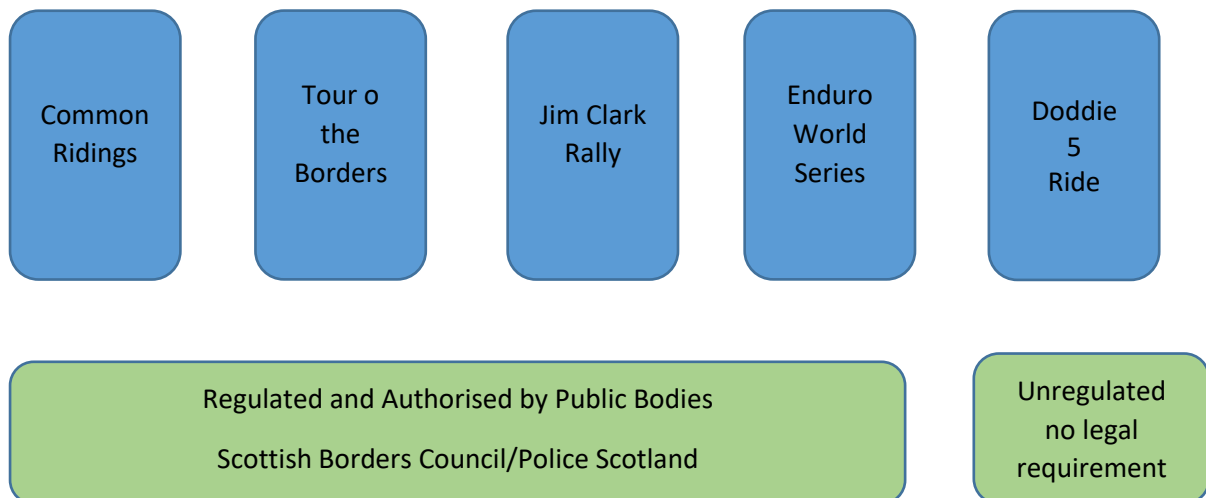 Common
Ridings
Tour o
the
Borders
Jim Clark
Rally
Enduro
World
Series
Doddie
5
Ride
Regulated and Authorised by Public Bodies
Scottish Borders Council/Police Scotland
Unregulated
no legal
requirement